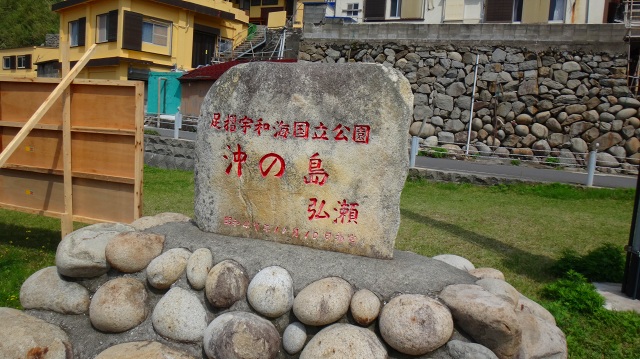 足摺宇和海国立公園
沖の島
弘瀬